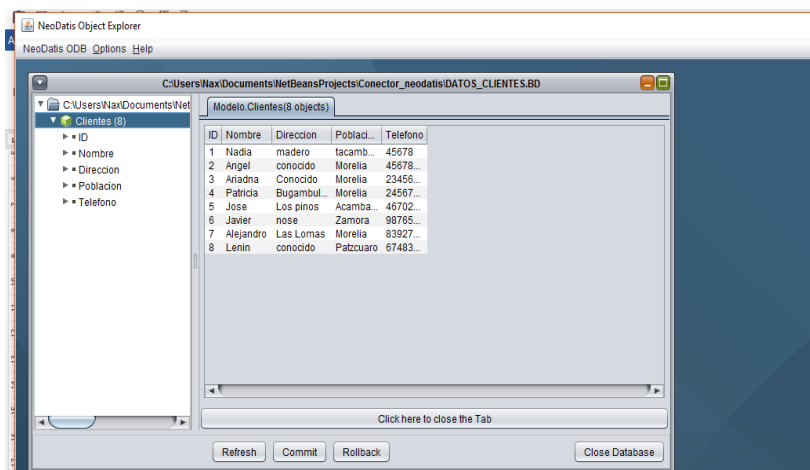 NeoDatis Object Explorer
NeoDatis ODB Options Help
C:\Users\Nax\Documents\NetBeansProjects\Conector_neodatis\DATOS_CLIENTES.BD
C:\Users\Nax\Documents\Net
Clientes (8)
ID
Nombre
Direccion
Poblacion
Telefono
Modelo.Clientes(8 objects)
ID Nombre Direccion Poblaci... Telefono
1 Nadia madero tacamb... 45678
2 Angel conocido Morelia 45678...
3 Ariadna Conocido Morelia 23456...
4 Patricia Bugambul... Morelia 24567...
5 Jose Los pinos Acamba... 46702...
6 Javier nose Zamora 98765...
7 Alejandro Las Lomas Morelia 83927...
8 Lenin conocido Patzcuaro 67483...
Click here to close the Tab
Refresh Commit Rollback Close Database